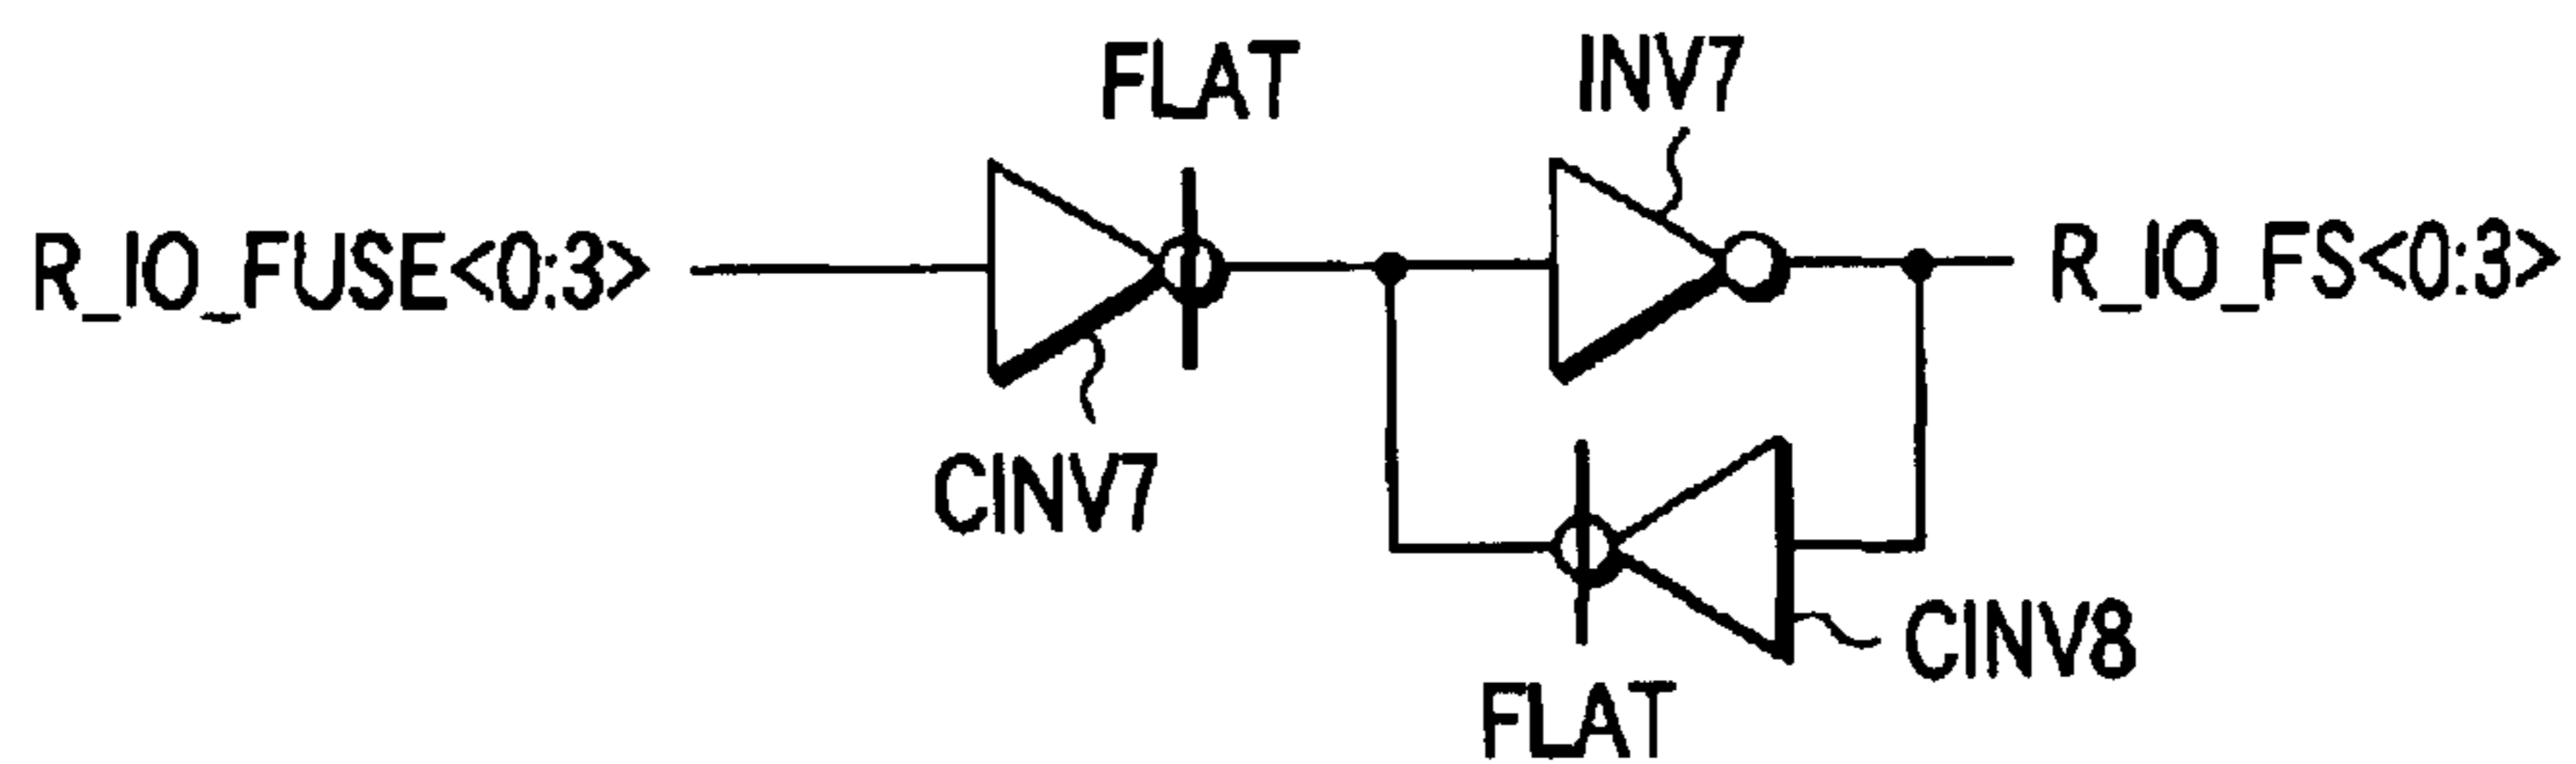 FLAT
INV7
R_IO_FUSE<0:3>
R_IO_FS<0:3>
CINV7
CINV8
FLAT